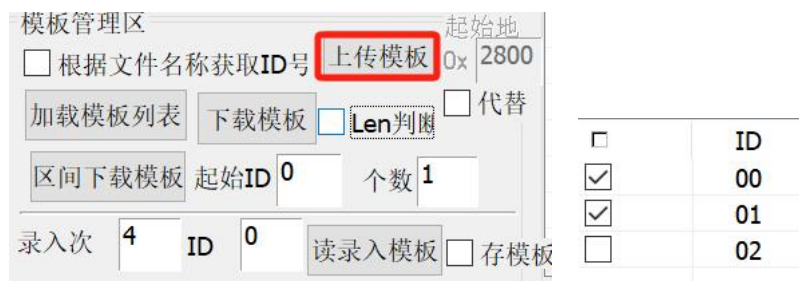 模板管理区 起始地
根据文件名称获取ID号 上传模板 0x 2800
加载模板列表 下载模板 Len判断 代替
区间下载模板 起始ID 0 个数 1
录入次 4 ID 0 读录入模板 存模板
ID
00
01
02